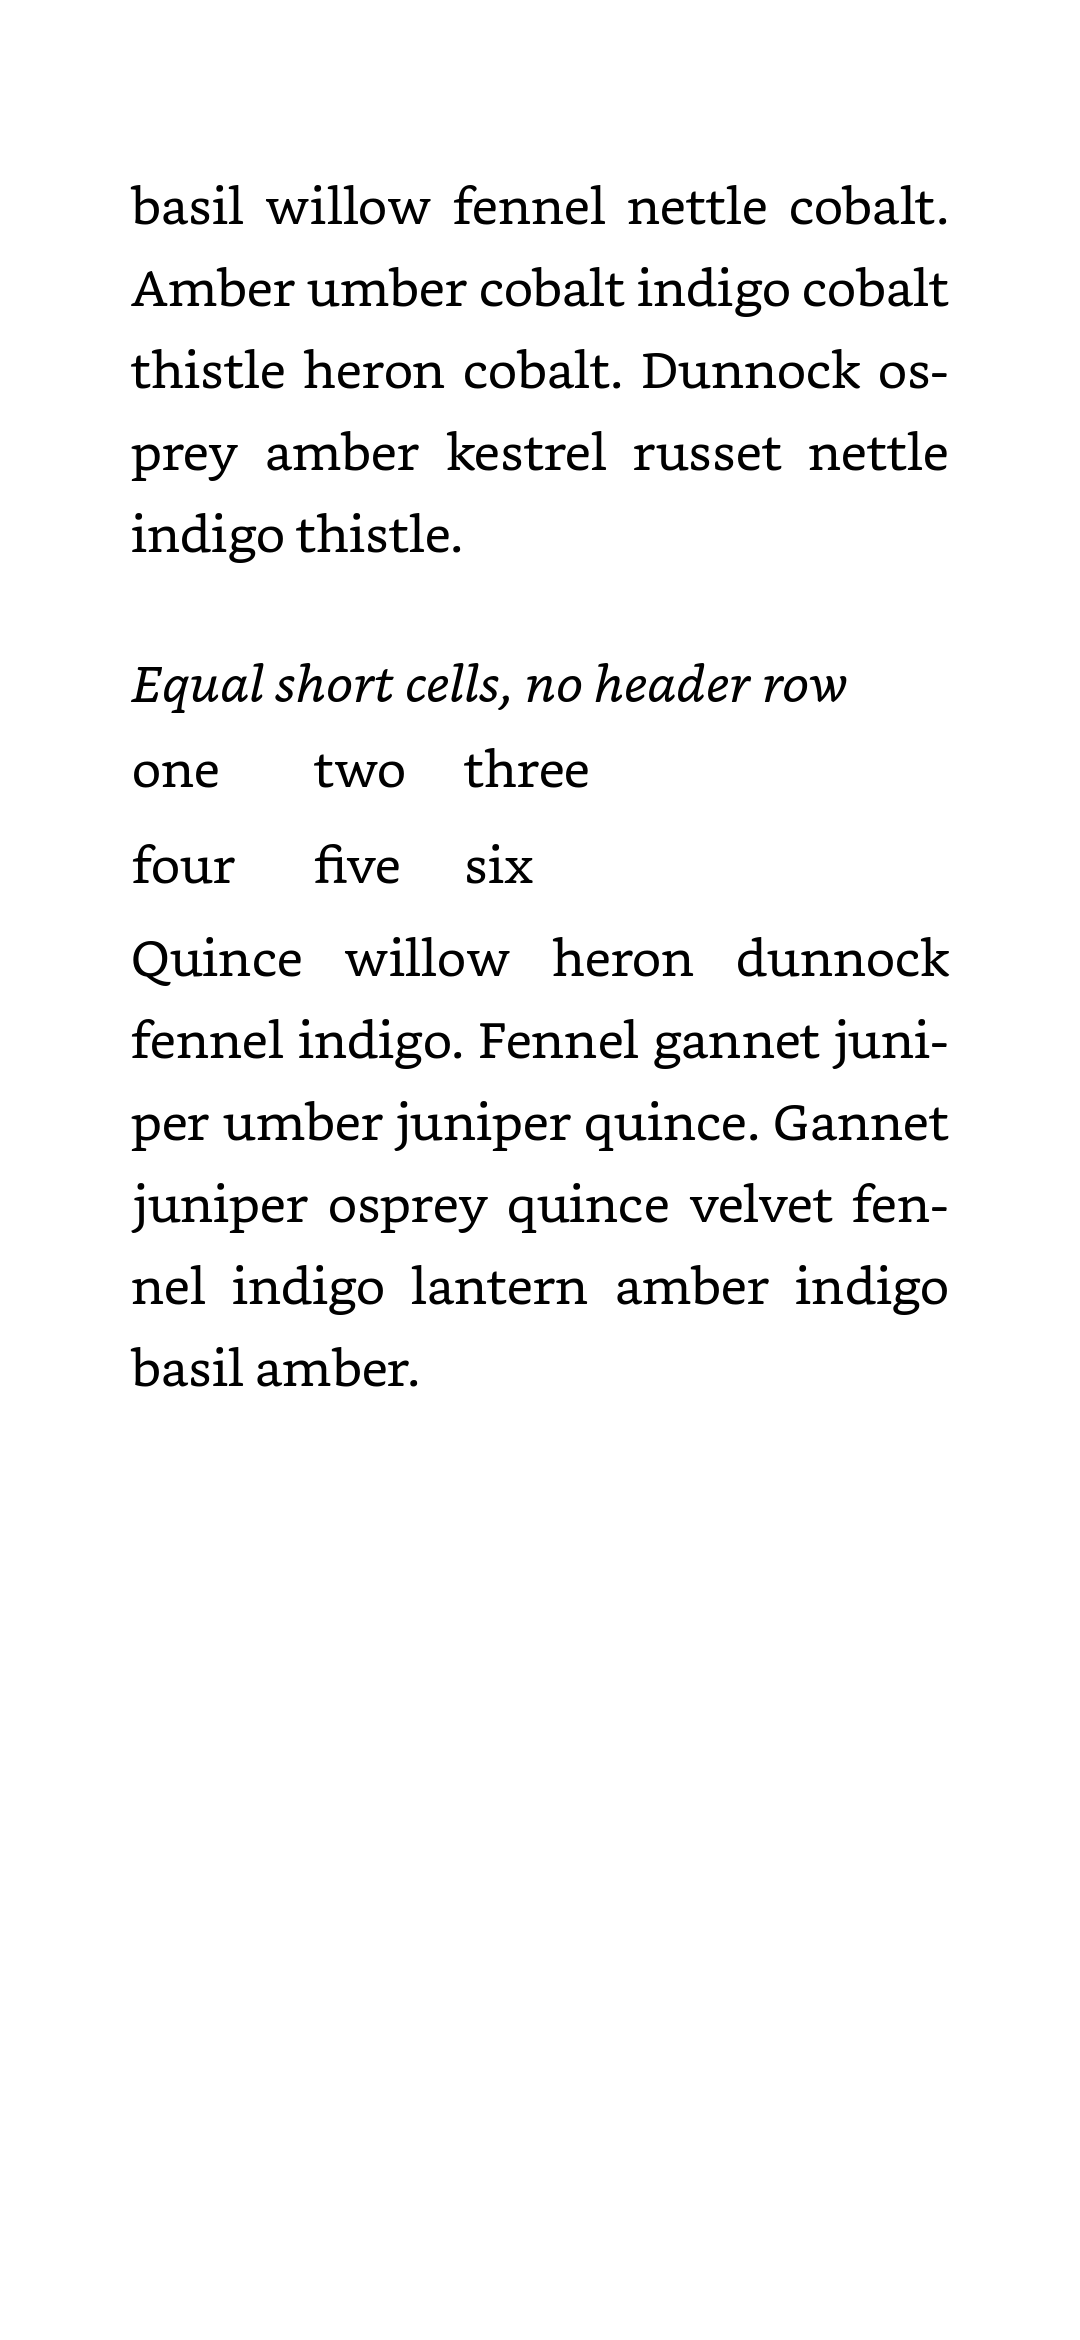 basil willow fennel nettle cobalt.
Amber umber cobalt indigo cobalt
thistle heron cobalt. Dunnock os-
prey amber kestrel russet nettle
indigo thistle.
Equal short cells, no header row
one two three
four five six
Quince willow heron dunnock
fennel indigo. Fennel gannet juni-
per umber juniper quince. Gannet
juniper osprey quince velvet fen-
nel indigo lantern amber indigo
basil amber.